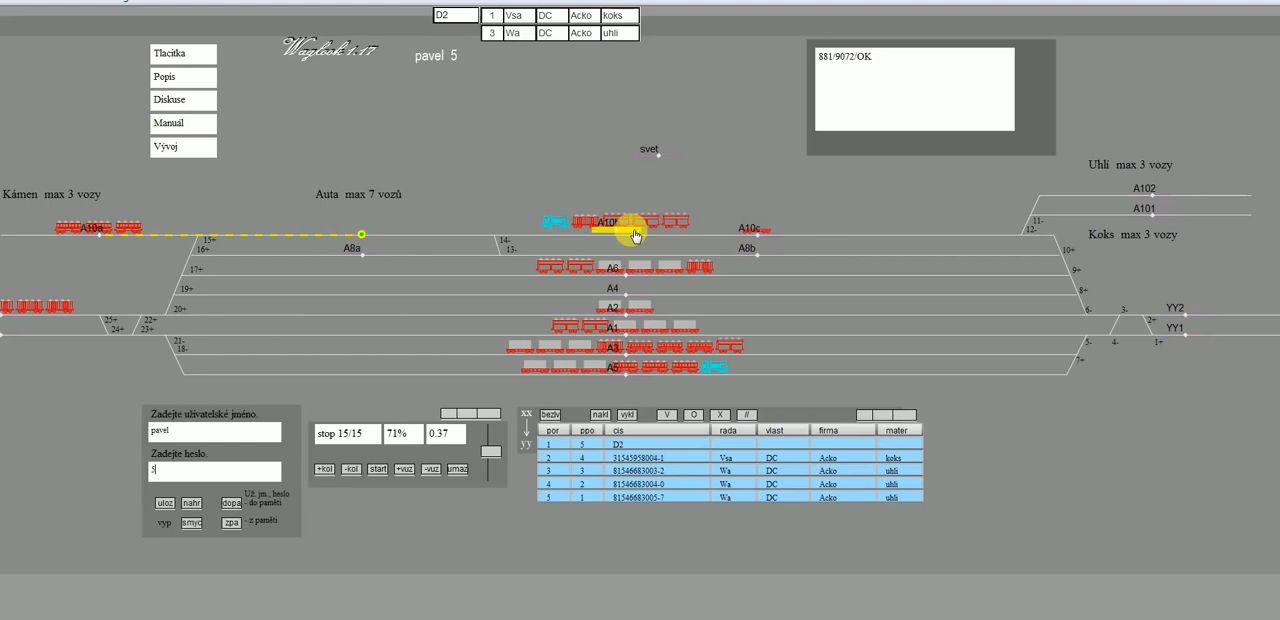 D2 1 Vsa DC Acko koks
3 Wa DC Acko uhli
Tlacitka
Popis
Diskuse
Manuál
Vývoj
Waglook 1.17
pavel 5
881/9072/OK
svet
Uhlí max 3 vozy
A102
A101
Koks max 3 vozy
Kámen max 3 vozy
Auta max 7 vozů
A10a
A10c
A8a
A8b
15+
16+
14-
13-
11-
12-
10+
17+
A6
9+
19+
A4
8+
20+
A2
6-
3-
YY2
25+
22+
24+
23+
A1
2+
YY1
21-
18-
A3
5-
4-
1+
7+
Zadejte uživatelské jméno.
pavel
Zadejte heslo.
5
uloz nahr dopa Už. jm., heslo - do paměti
vyp smyc zpa - z paměti
stop 15/15 71% 0.37
+kol -kol start +vuz -vuz umaz
xx
yy
bezlv nakl vykl V O X //
por ppo cis rada vlast firma mater
1 5 D2
2 4 31545958004-1 Vsa DC Acko koks
3 3 81546683003-2 Wa DC Acko uhli
4 2 81546683004-0 Wa DC Acko uhli
5 1 81546683005-7 Wa DC Acko uhli